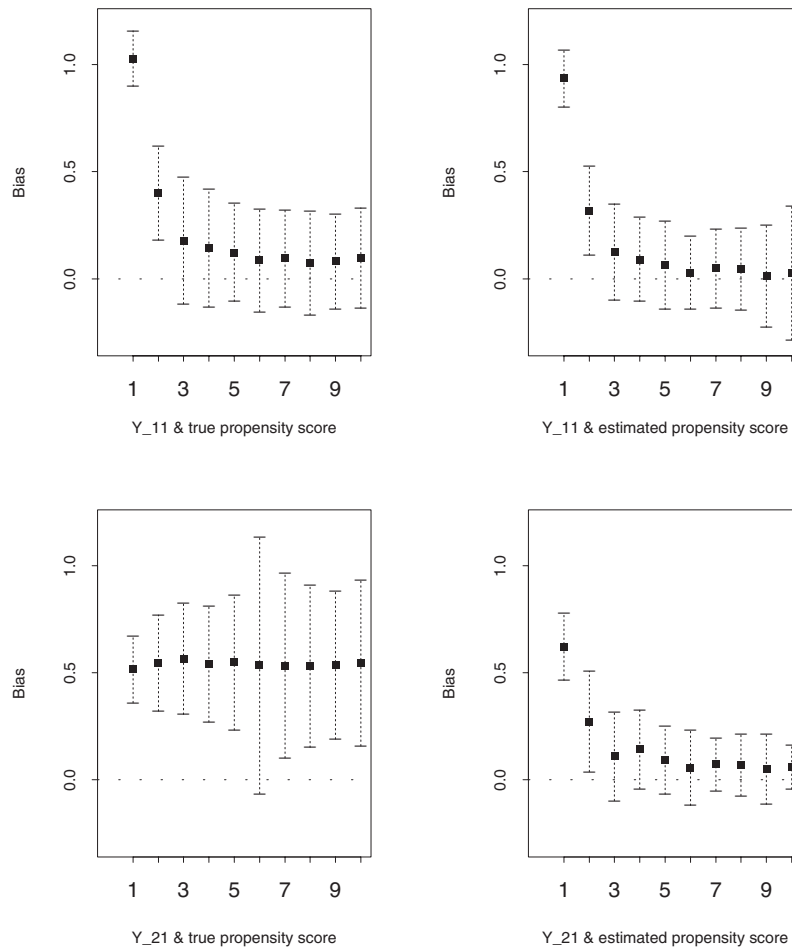 1.0
0.5
0.0
Bias
1 3 5 7 9
Y_11 & true propensity score
1.0
0.5
0.0
Bias
1 3 5 7 9
Y_11 & estimated propensity score
1.0
0.5
0.0
Bias
1 3 5 7 9
Y_21 & true propensity score
1.0
0.5
0.0
Bias
1 3 5 7 9
Y_21 & estimated propensity score